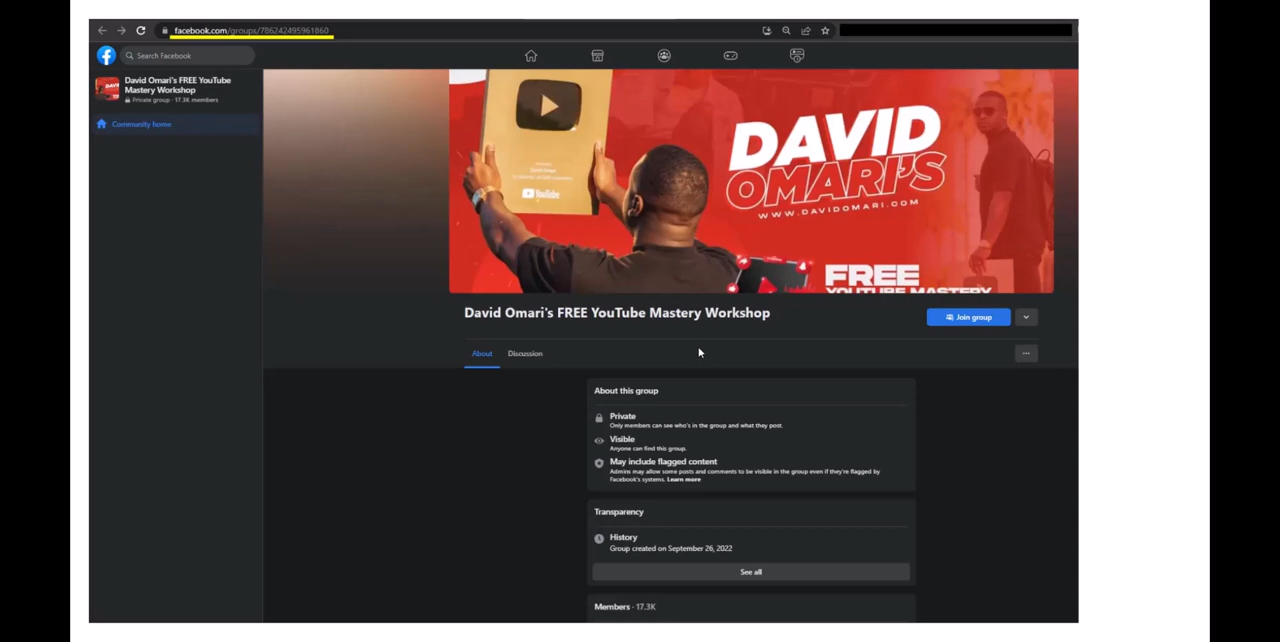 facebook.com/groups/786242495961860
Search Facebook
David Omari's FREE YouTube
Mastery Workshop
Private group · 17.3K members
Community home
YouTube
DAVID
OMARI'S
WWW.DAVIDOMARI.COM
FREE
YOUTUBE MASTERY
David Omari's FREE YouTube Mastery Workshop
Join group
About
Discussion
About this group
Private
Only members can see who's in the group and what they post.
Visible
Anyone can find this group.
May include flagged content
Admins may allow some posts and comments to be visible in the group even if they're flagged by
Facebook's systems. Learn more
Transparency
History
Group created on September 26, 2022
See all
Members · 17.3K